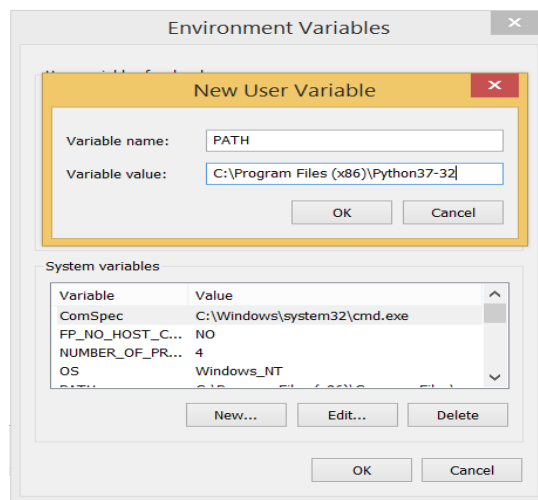 Environment Variables
New User Variable
Variable name: PATH
Variable value: C:\Program Files (x86)\Python37-32
OK Cancel
System variables
Variable Value
ComSpec C:\Windows\system32\cmd.exe
FP_NO_HOST_C... NO
NUMBER_OF_PR... 4
OS Windows_NT
New... Edit... Delete
OK Cancel